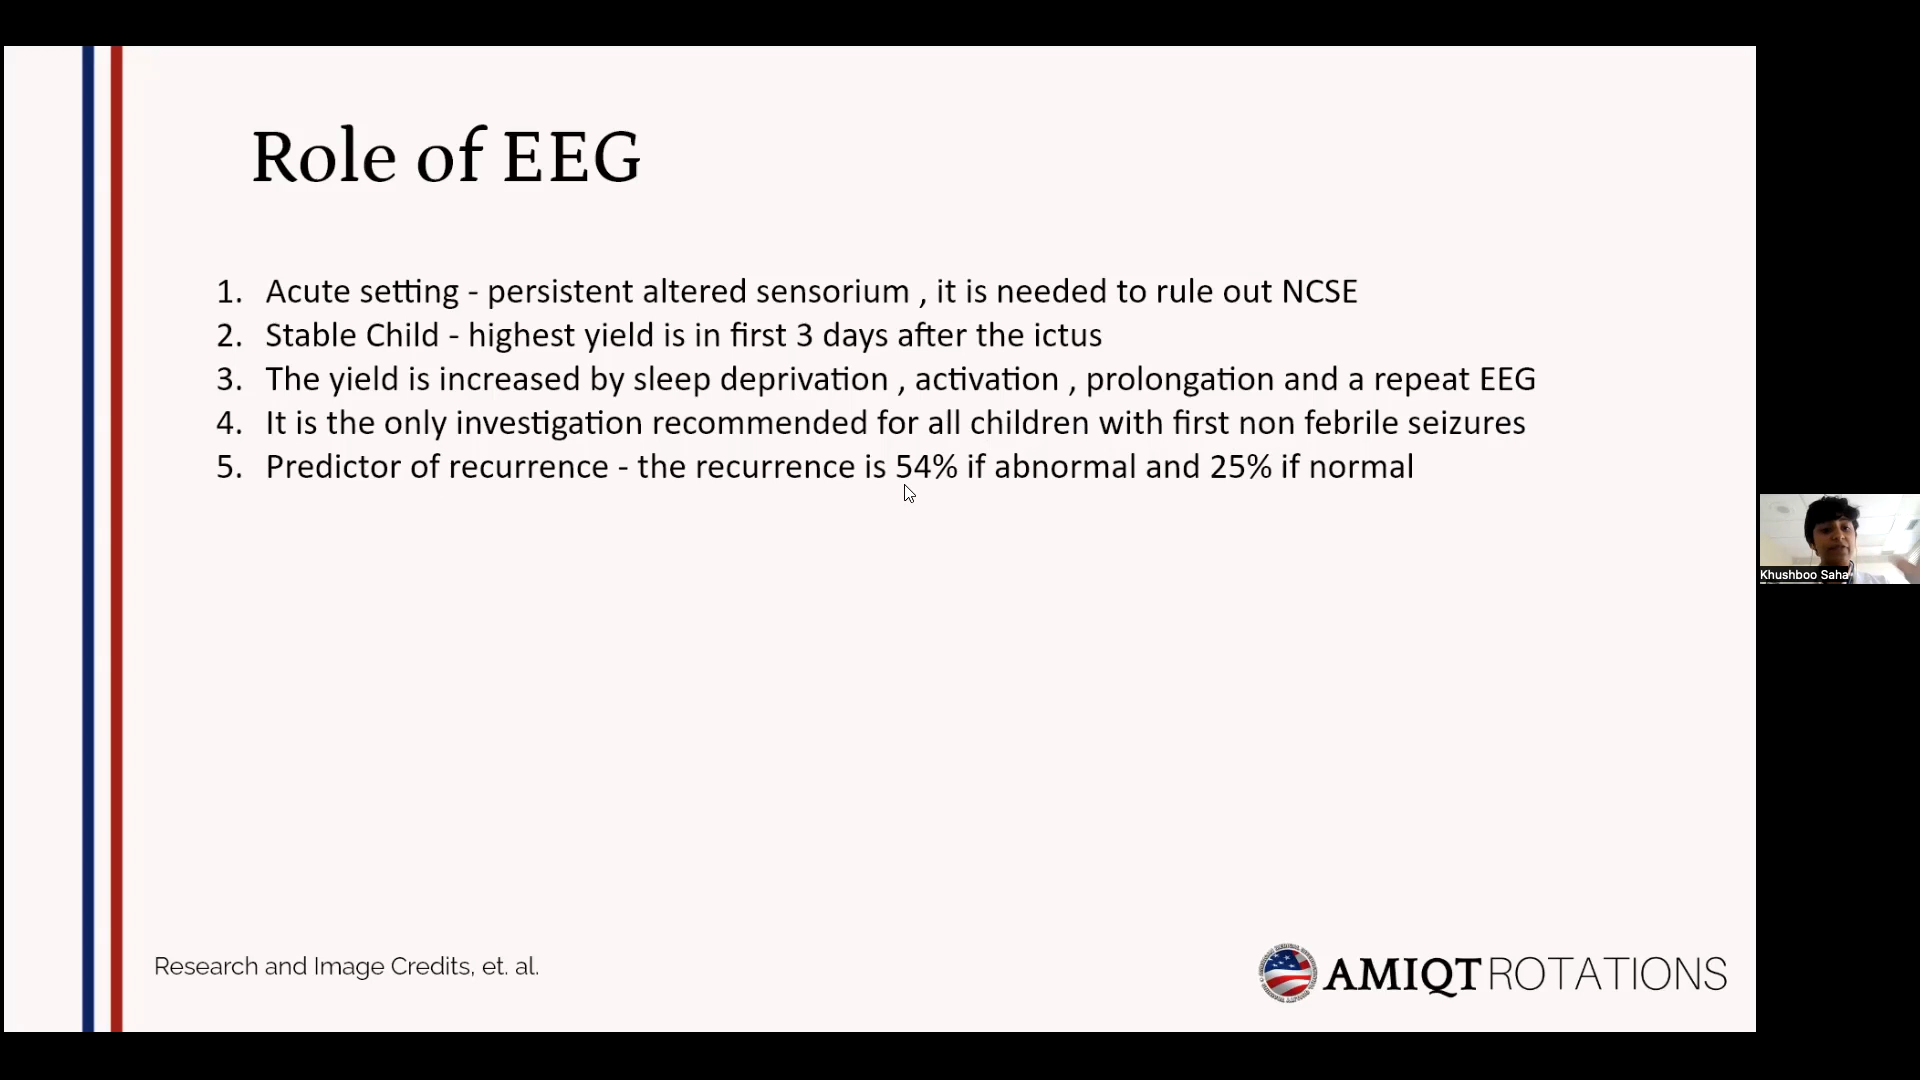 Role of EEG
1. Acute setting - persistent altered sensorium , it is needed to rule out NCSE
2. Stable Child - highest yield is in first 3 days after the ictus
3. The yield is increased by sleep deprivation , activation , prolongation and a repeat EEG
4. It is the only investigation recommended for all children with first non febrile seizures
5. Predictor of recurrence - the recurrence is 54% if abnormal and 25% if normal
Khushboo Saha
Research and Image Credits, et. al.
AMIQT ROTATIONS